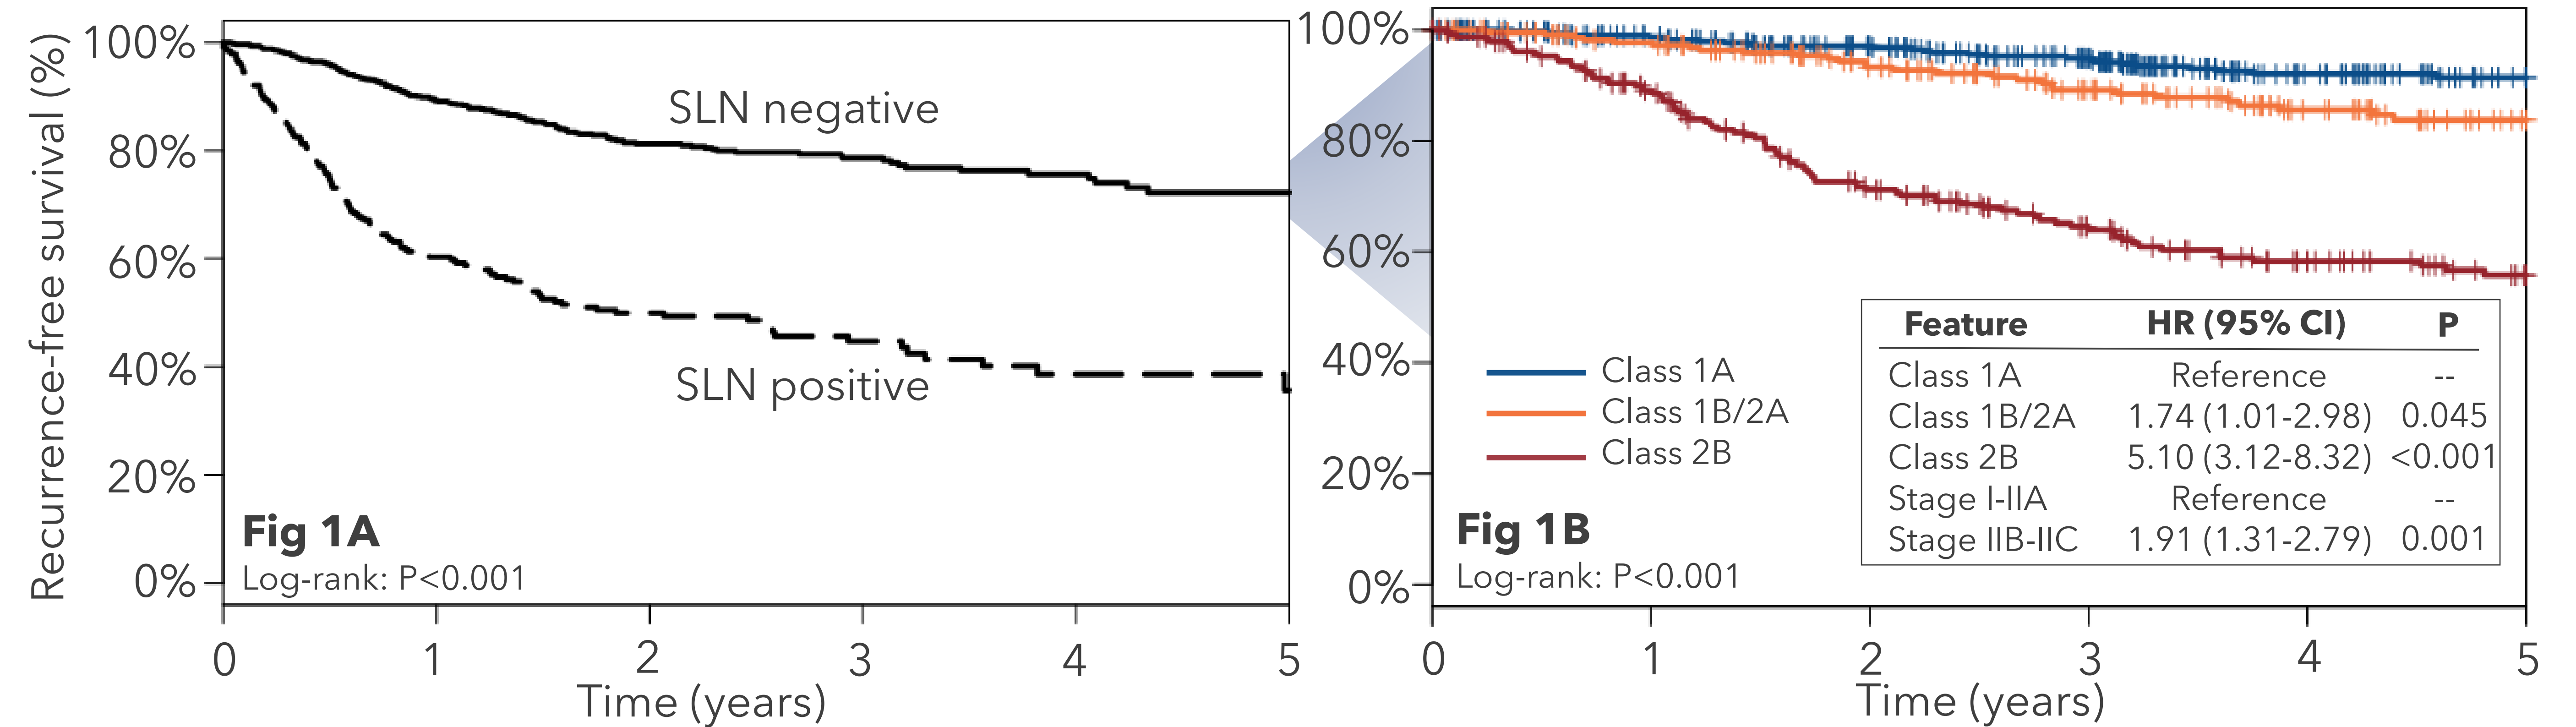 Recurrence-free survival (%)
100%
80%
60%
40%
20%
0%
SLN negative
SLN positive
Fig 1A
Log-rank: P<0.001
0 1 2 3 4 5
Time (years)
100%
80%
60%
40%
20%
0%
Class 1A
Class 1B/2A
Class 2B
Feature HR (95% CI) P
Class 1A Reference --
Class 1B/2A 1.74 (1.01-2.98) 0.045
Class 2B 5.10 (3.12-8.32) <0.001
Stage I-IIA Reference --
Stage IIB-IIC 1.91 (1.31-2.79) 0.001
Fig 1B
Log-rank: P<0.001
0 1 2 3 4 5
Time (years)